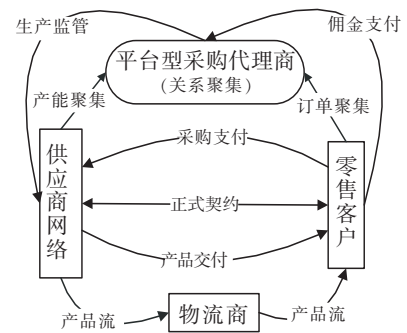 生产监管
佣金支付
平台型采购代理商
(关系聚集)
产能聚集
订单聚集
采购支付
供应商网络
正式契约
零售客户
产品交付
产品流
物流商
产品流